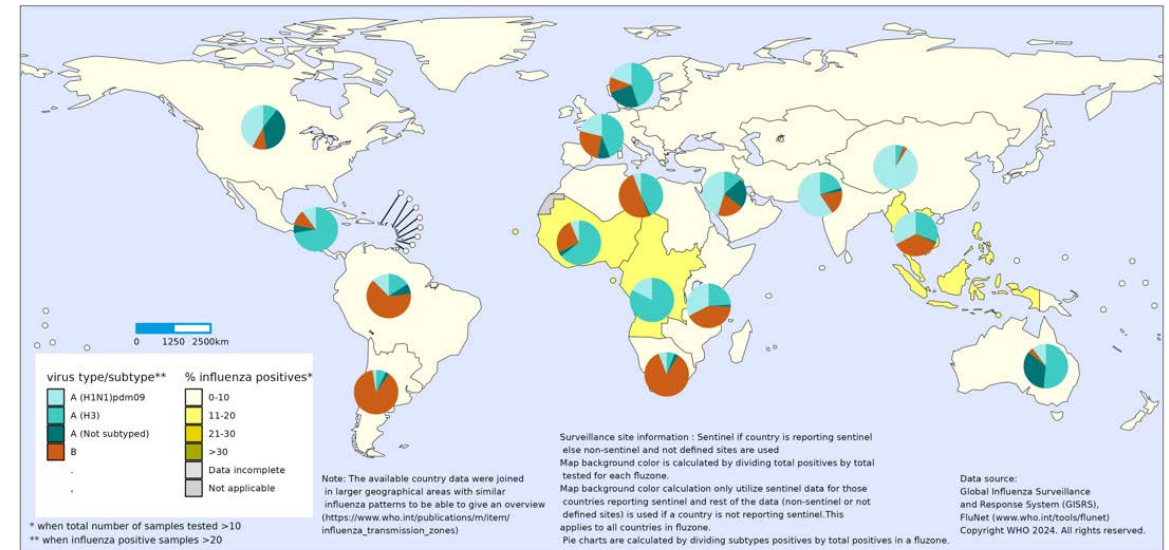 0 1250 2500km
virus type/subtype**
A (H1N1)pdm09
A (H3)
A (Not subtyped)
B
.
.
% influenza positives*
0-10
11-20
21-30
>30
Data incomplete
Not applicable
* when total number of samples tested >10
** when influenza positive samples >20
Note: The available country data were joined
in larger geographical areas with similar
influenza patterns to be able to give an overview
(https://www.who.int/publications/m/item/
influenza_transmission_zones)
Surveillance site information : Sentinel if country is reporting sentinel
else non-sentinel and not defined sites are used
Map background color is calculated by dividing total positives by total
tested for each fluzone.
Map background color calculation only utilize sentinel data for those
countries reporting sentinel and rest of the data (non-sentinel or not
defined sites) is used if a country is not reporting sentinel.This
applies to all countries in fluzone.
Pie charts are calculated by dividing subtypes positives by total positives in a fluzone.
Data source:
Global Influenza Surveillance
and Response System (GISRS),
FluNet (www.who.int/tools/flunet)
Copyright WHO 2024. All rights reserved.